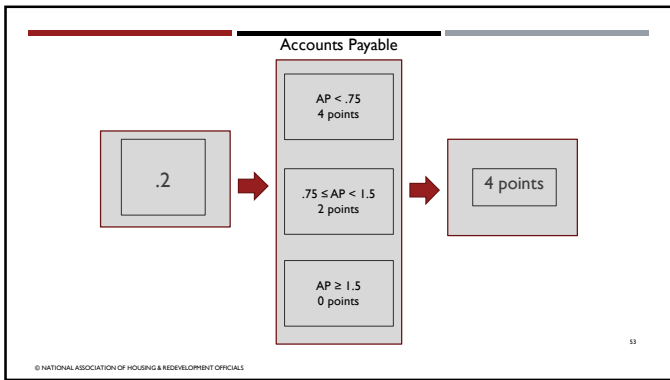 Accounts Payable
.2
AP < .75
4 points
.75 ≤ AP < 1.5
2 points
AP ≥ 1.5
0 points
4 points
53
© NATIONAL ASSOCIATION OF HOUSING & REDEVELOPMENT OFFICIALS